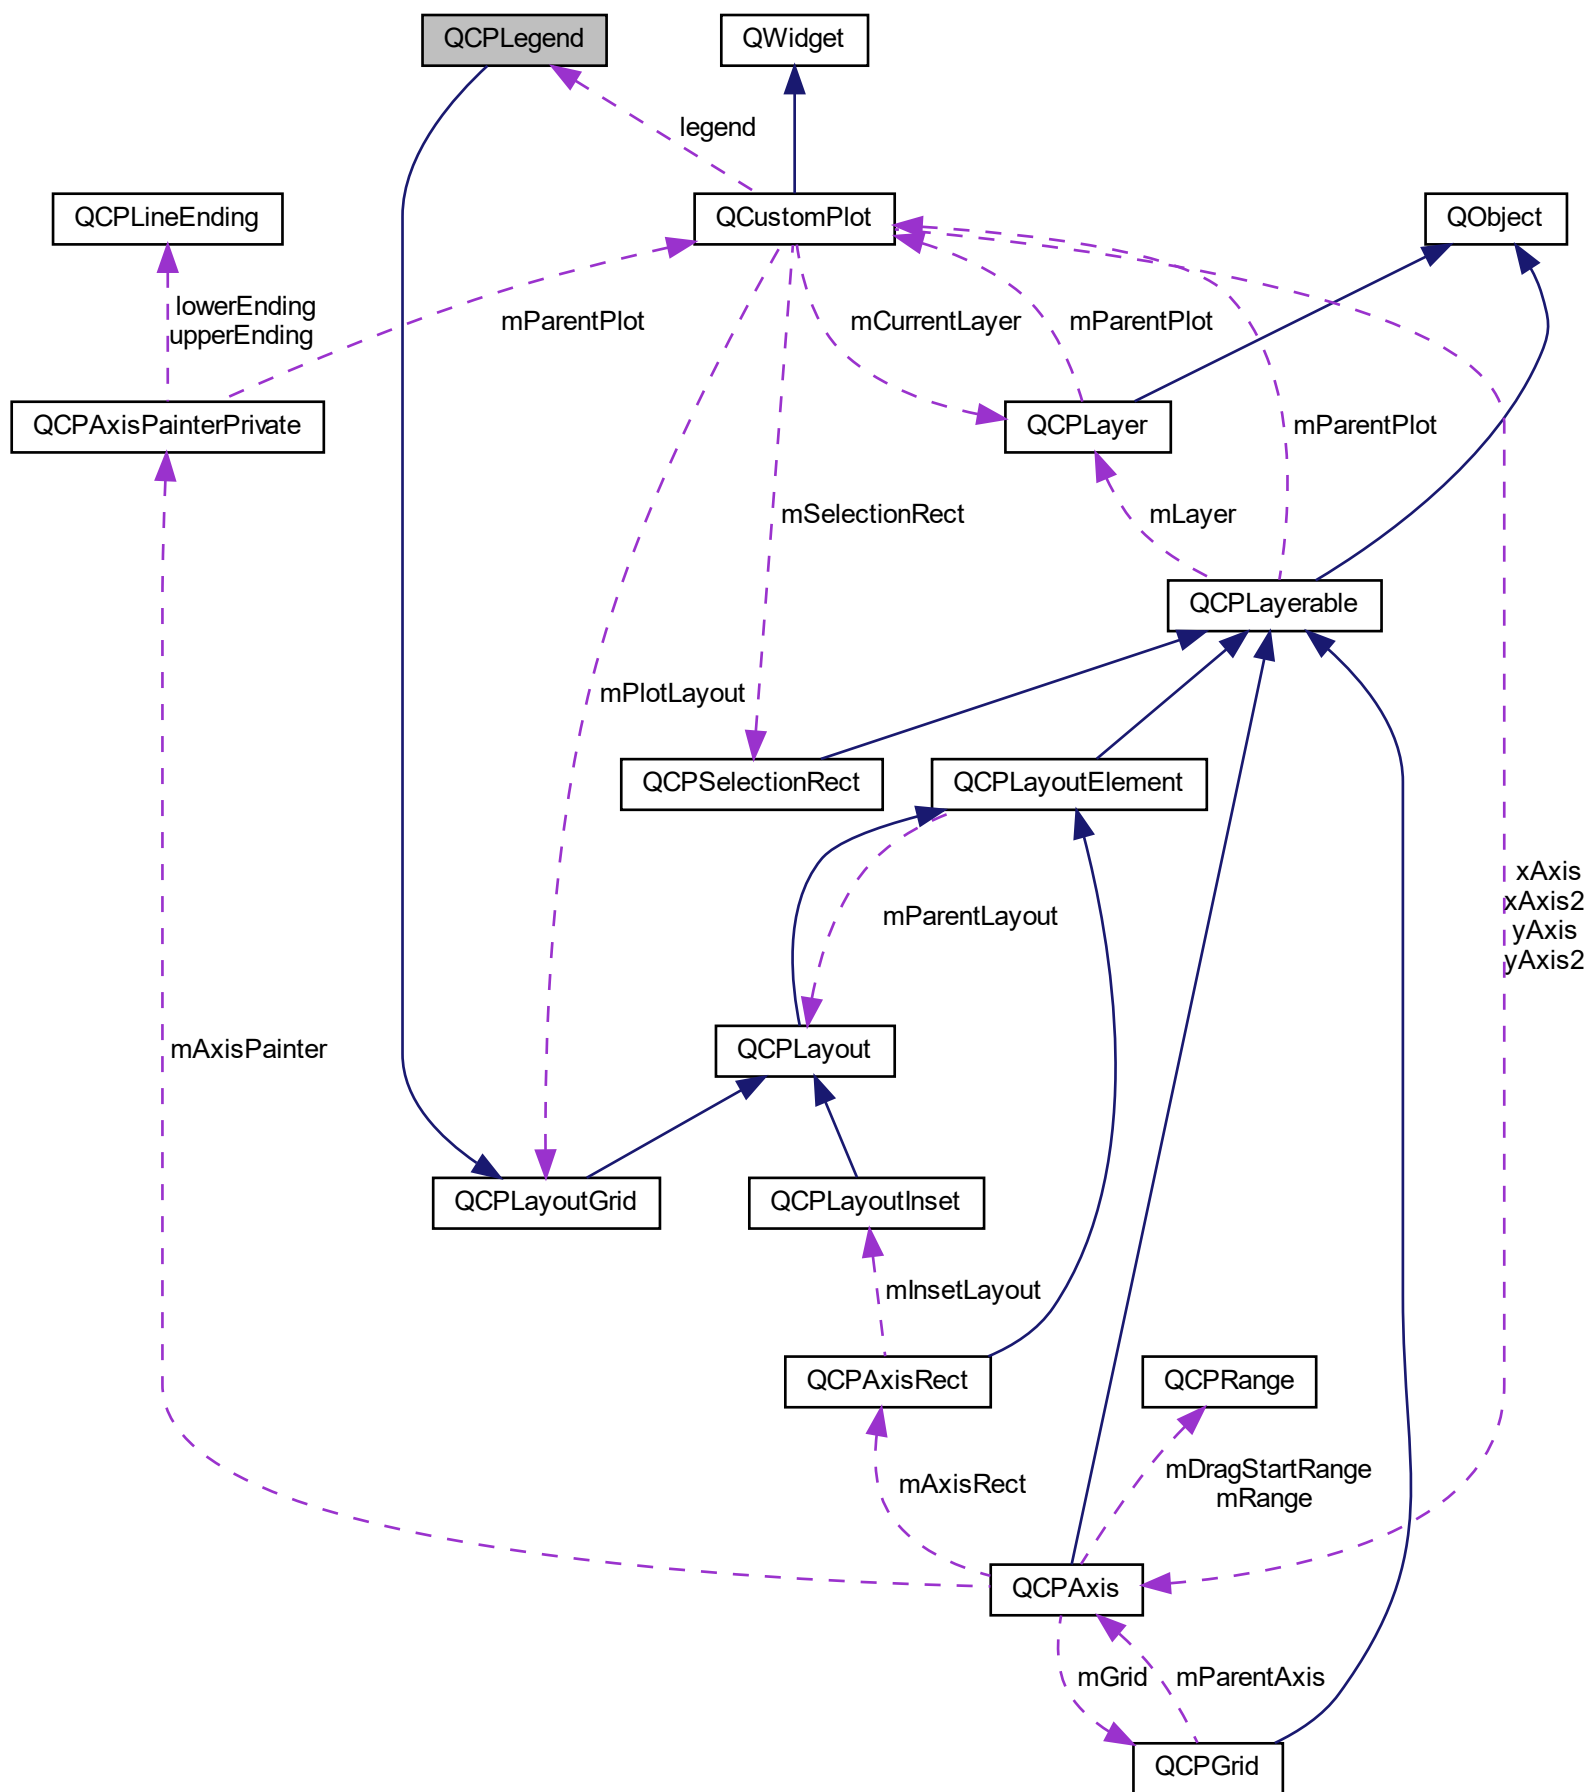 QCPLegend
QWidget
legend
QCPLineEnding
QCustomPlot
QObject
lowerEnding
upperEnding
mParentPlot
mCurrentLayer
mParentPlot
QCPAxisPainterPrivate
QCPLayer
mParentPlot
mSelectionRect
mLayer
QCPLayerable
mPlotLayout
QCPSelectionRect
QCPLayoutElement
xAxis
xAxis2
yAxis
yAxis2
mParentLayout
mAxisPainter
QCPLayout
QCPLayoutGrid
QCPLayoutInset
mInsetLayout
QCPAxisRect
QCPRange
mAxisRect
mDragStartRange
mRange
QCPAxis
mGrid
mParentAxis
QCPGrid